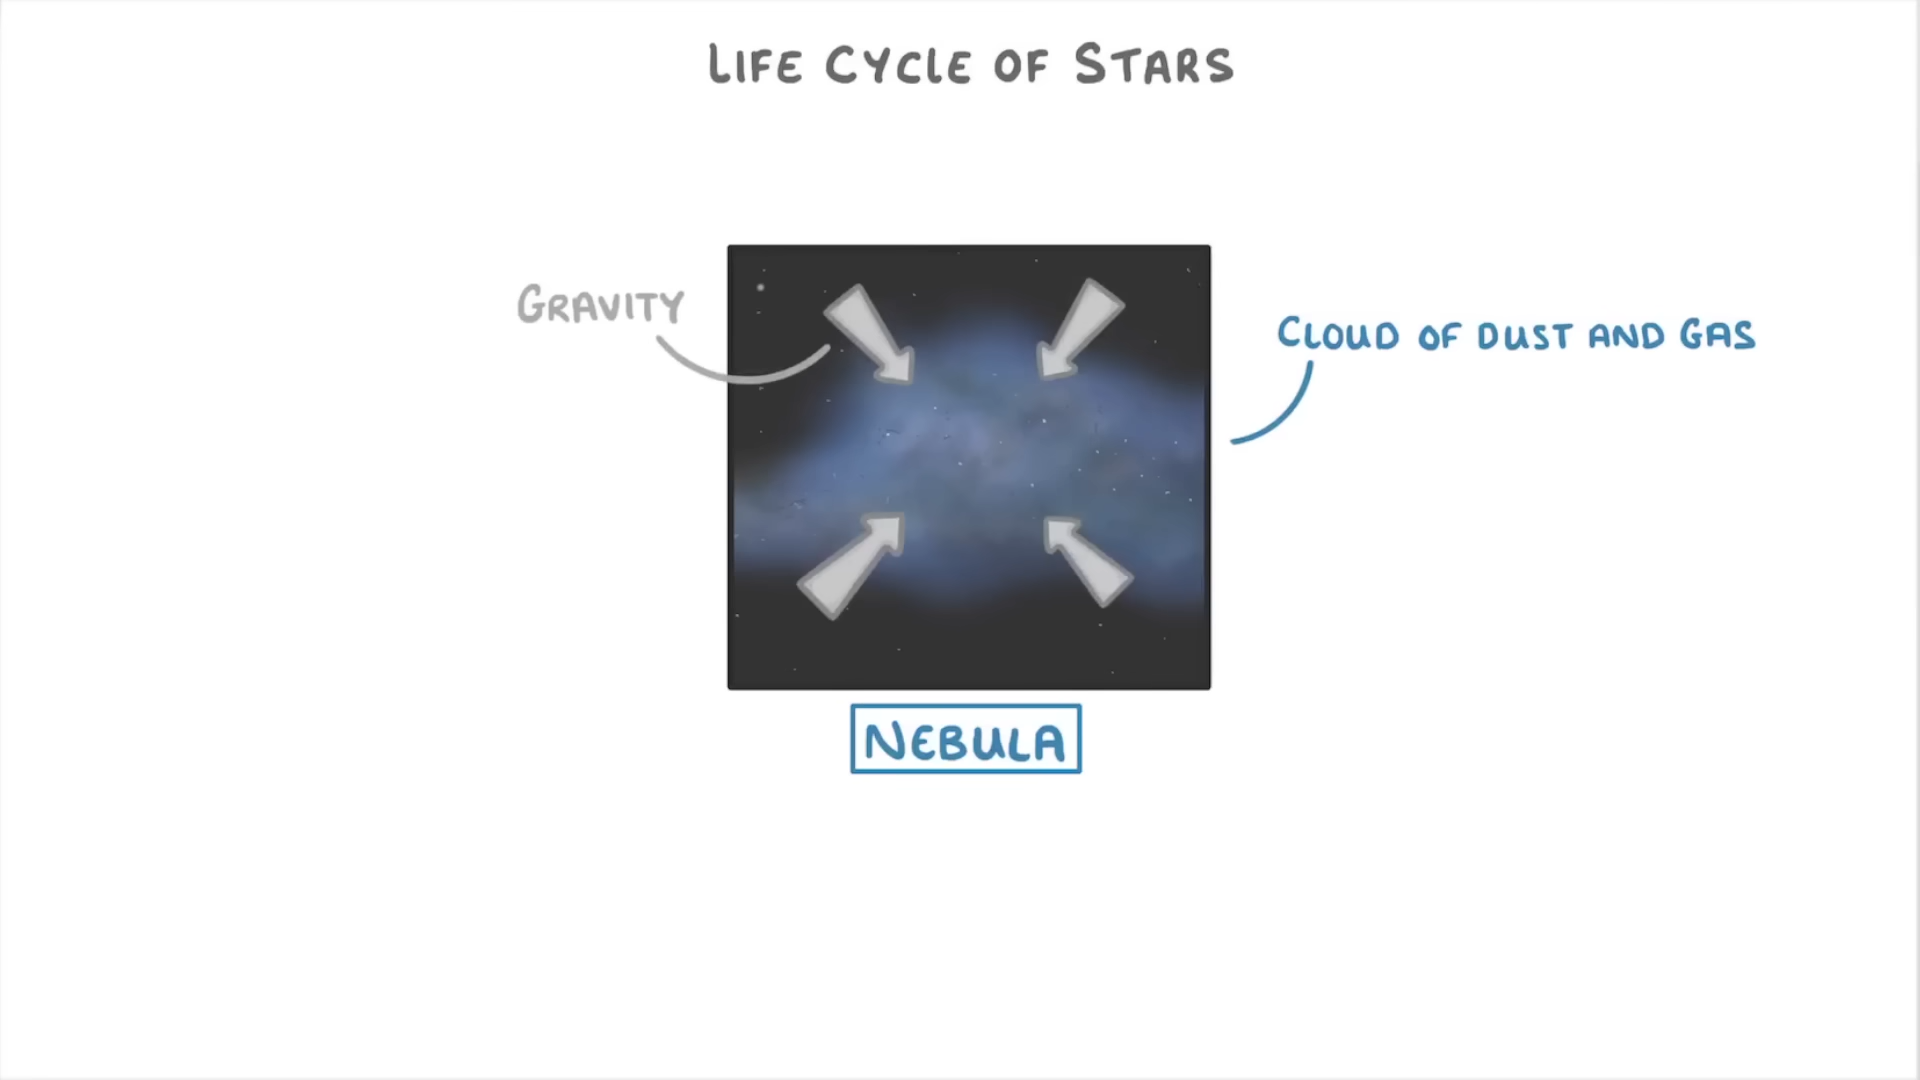 LIFE CYCLE OF STARS
GRAVITY
CLOUD OF DUST AND GAS
NEBULA